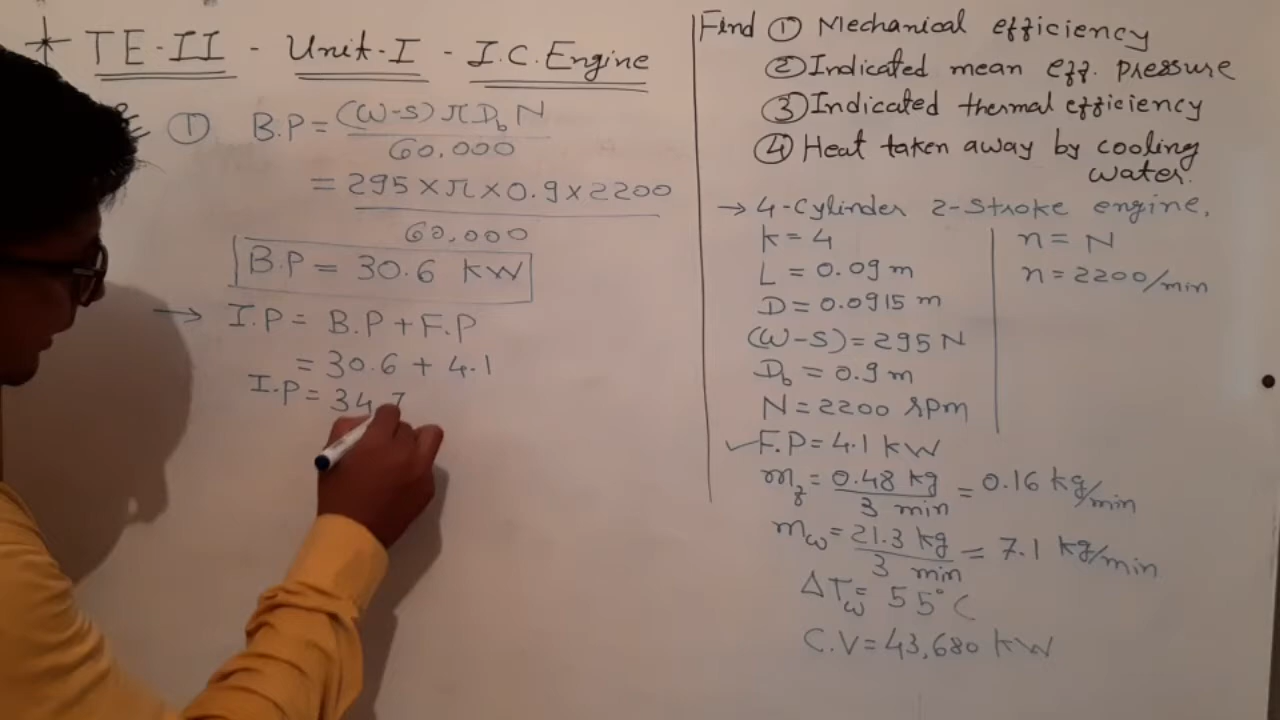 TE-II - Unit-I - I.C.Engine
① B.P = (W-S) π D_b N
60,000
= 295 × π × 0.9 × 2200
60,000
B.P = 30.6 KW
→ I.P = B.P + F.P
= 30.6 + 4.1
I.P = 34.7
Find ① Mechanical efficiency
② Indicated mean eff. pressure
③ Indicated thermal efficiency
④ Heat taken away by cooling
water.
→ 4-Cylinder 2-Stroke engine.
K = 4
L = 0.09 m
D = 0.0915 m
(W-S) = 295 N
D_b = 0.9 m
N = 2200 rpm
✓ F.P = 4.1 KW
m_f = 0.48 kg / 3 min = 0.16 kg/min
m_w = 21.3 kg / 3 min = 7.1 kg/min
ΔT_w = 55°C
C.V = 43,680 KW
n = N
n = 2200/min